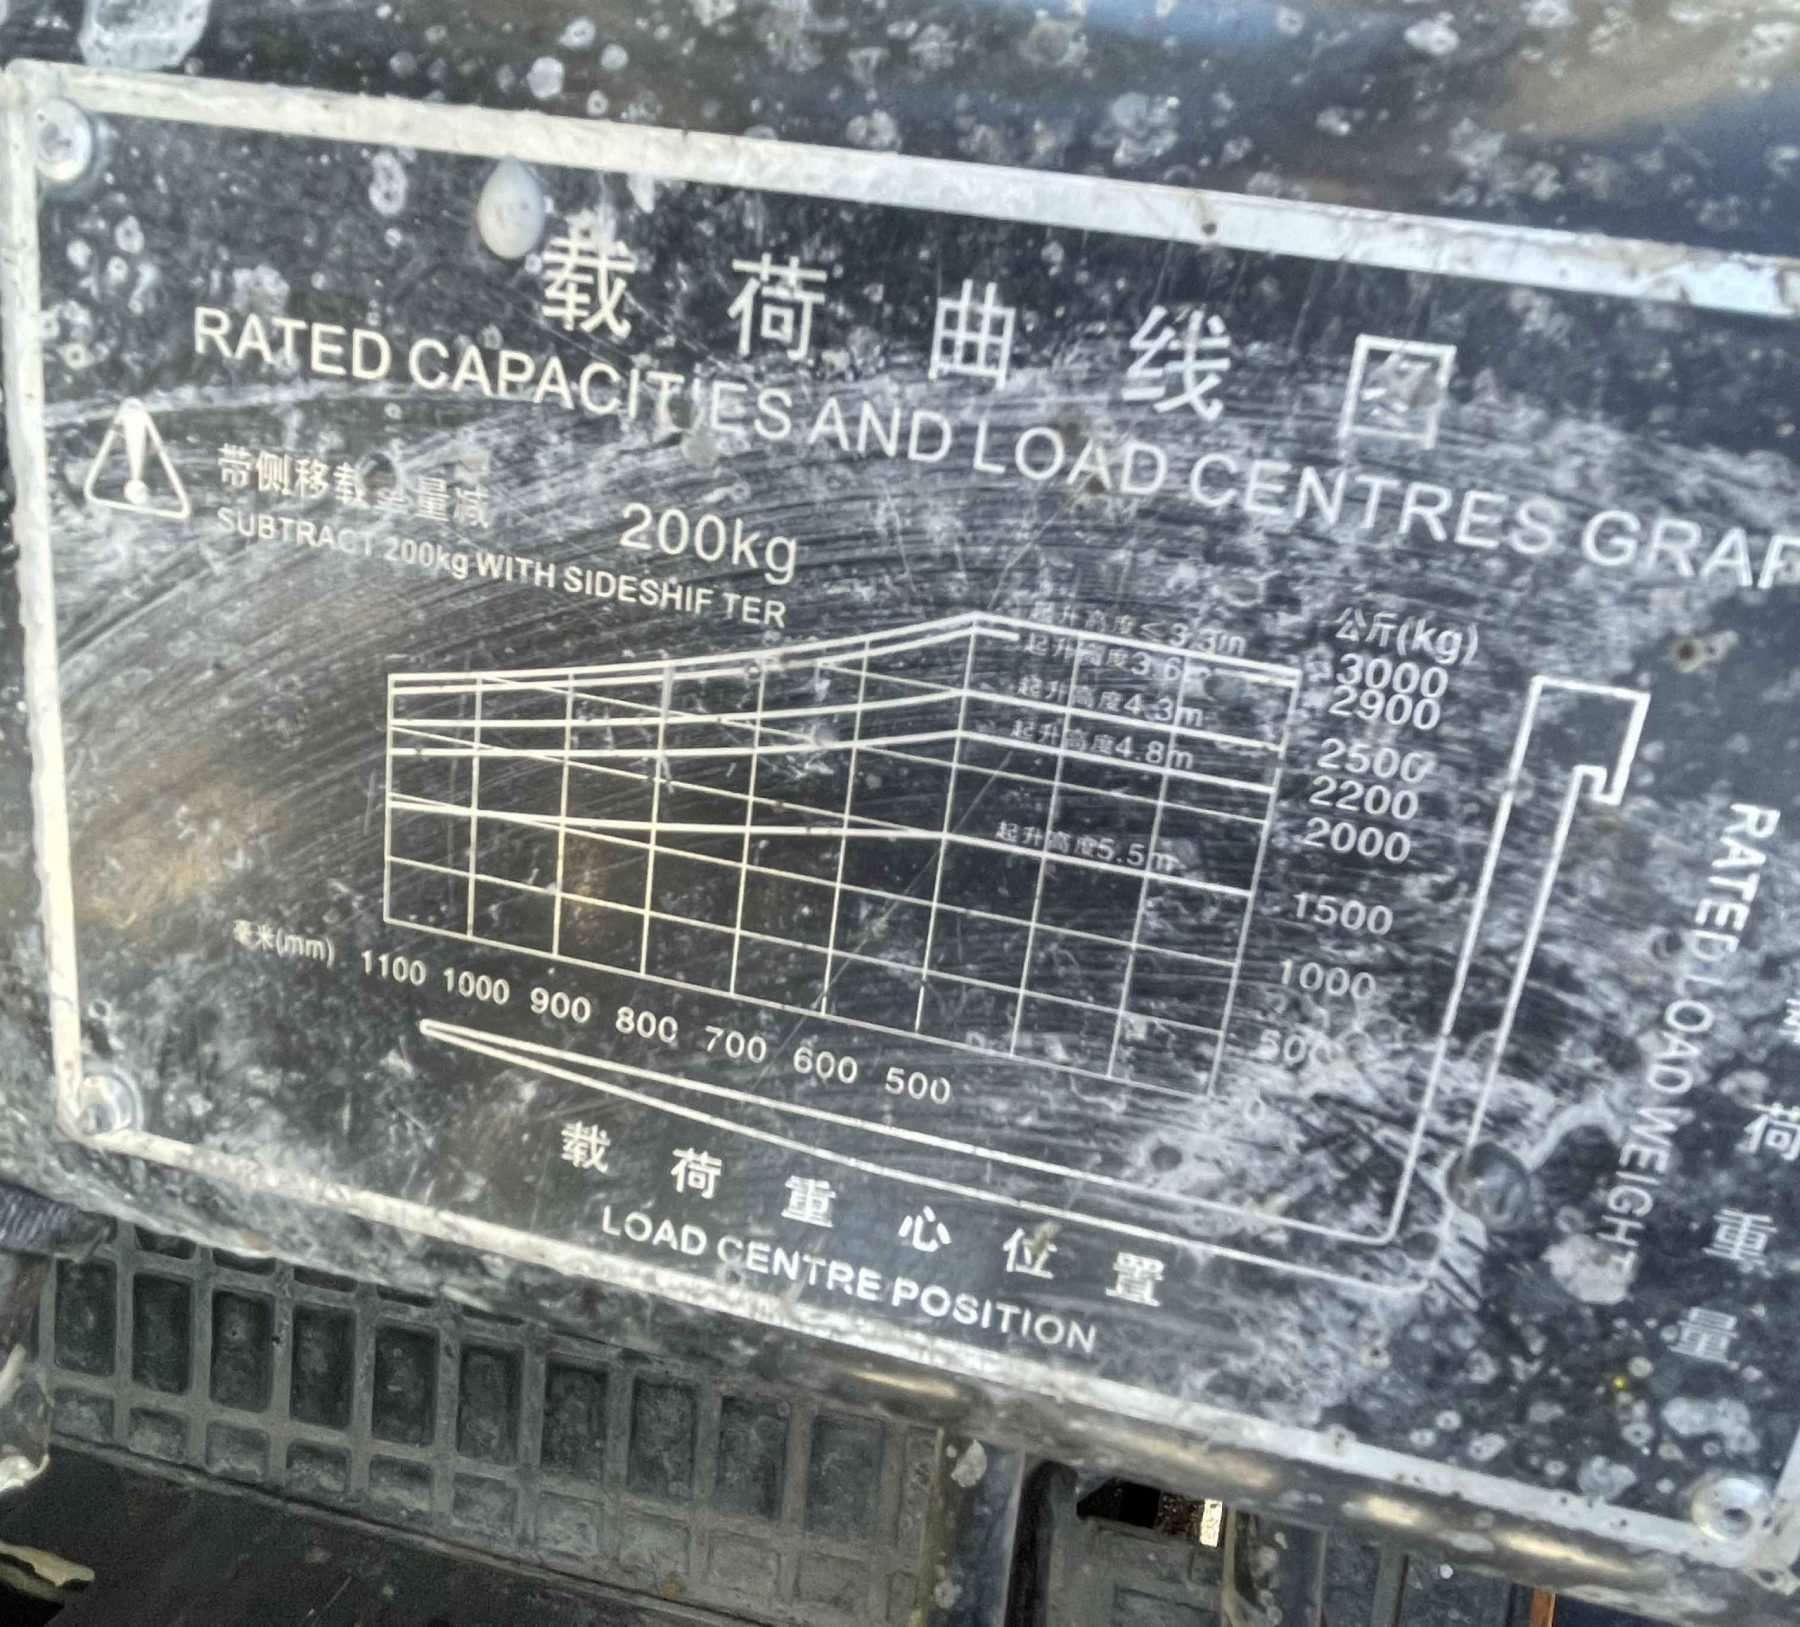 载荷曲线图
RATED CAPACITIES AND LOAD CENTRES GRAP
带侧移载重量减 200kg
SUBTRACT 200kg WITH SIDESHIFTER
公斤(kg)
起升高度≤3.3m 3000
起升高度3.6 2900
起升高度4.3m 2500
起升高度4.8m 2200
2000
起升高度5.5m 1500
1000
500
0
毫米(mm) 1100 1000 900 800 700 600 500
载荷重心位置
LOAD CENTRE POSITION
RATED LOAD WEIGHT
荷重量